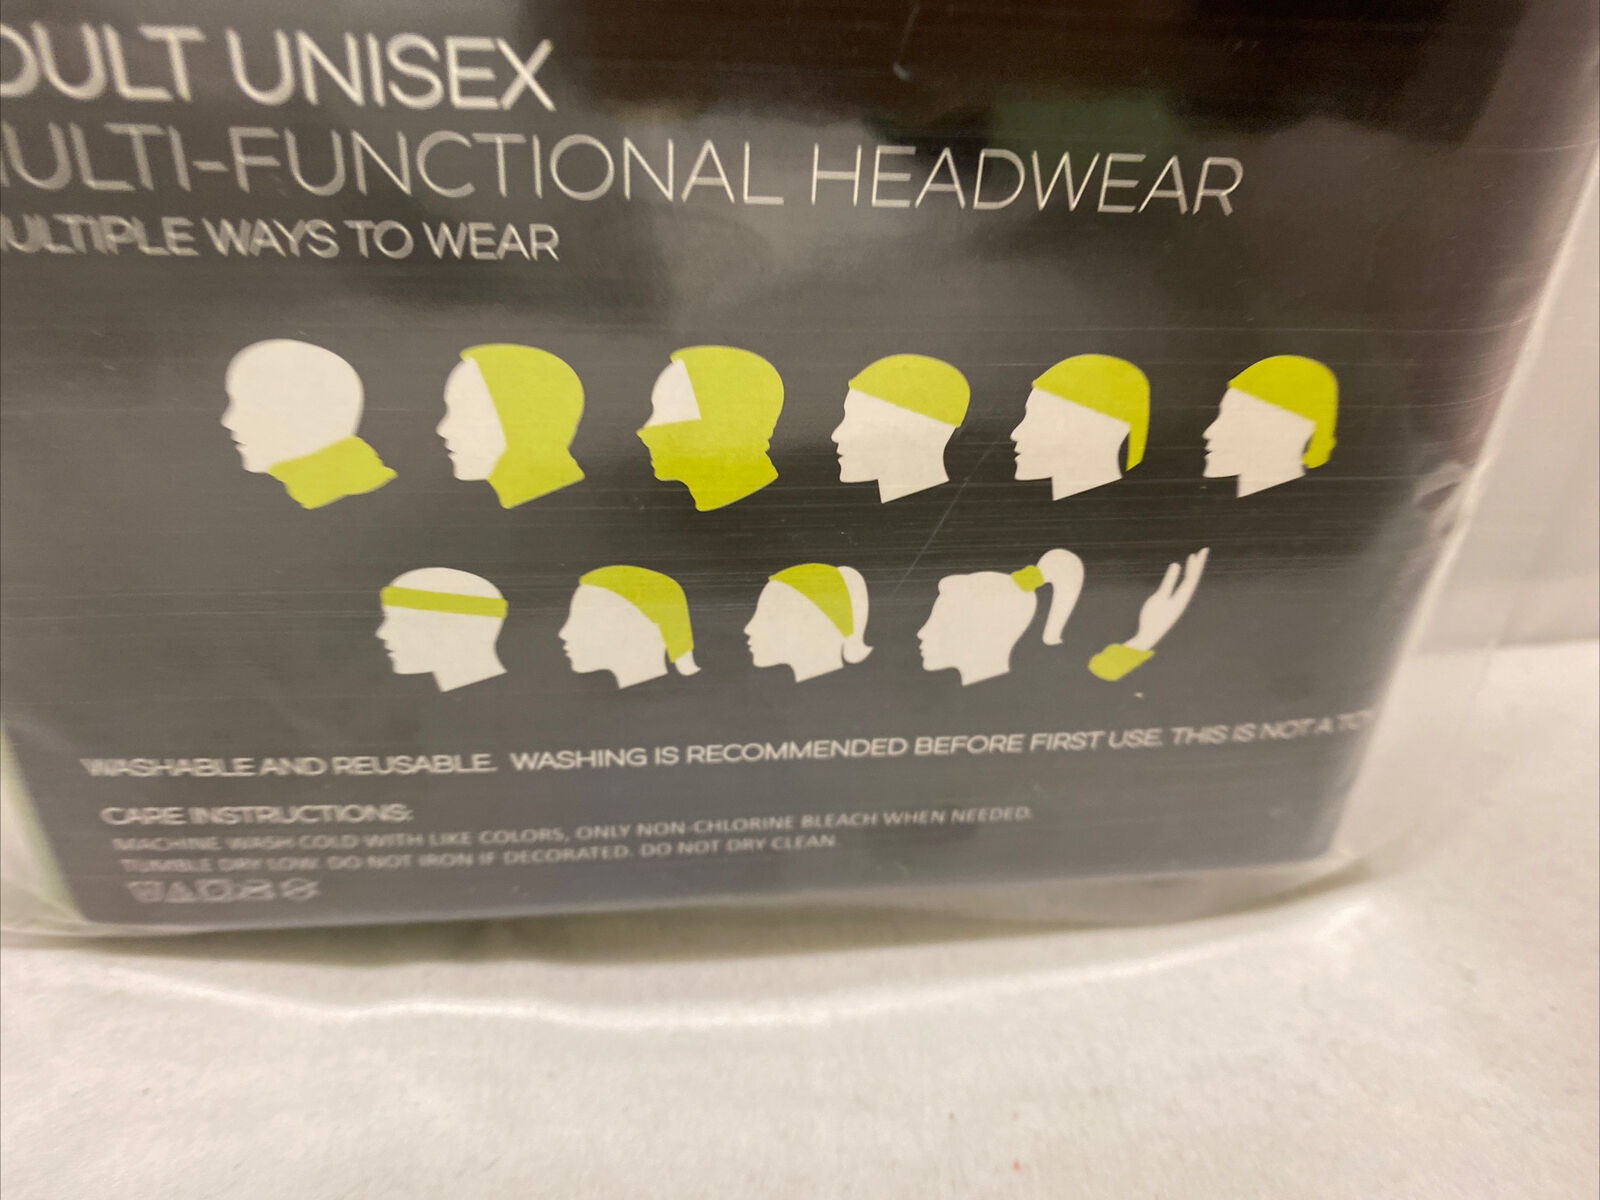 DULT UNISEX
ULTI-FUNCTIONAL HEADWEAR
ULTIPLE WAYS TO WEAR
WASHABLE AND REUSABLE. WASHING IS RECOMMENDED BEFORE FIRST USE. THIS IS NOT A TO
CARE INSTRUCTIONS:
MACHINE WASH COLD WITH LIKE COLORS, ONLY NON-CHLORINE BLEACH WHEN NEEDED.
TUMBLE DRY LOW. DO NOT IRON IF DECORATED. DO NOT DRY CLEAN